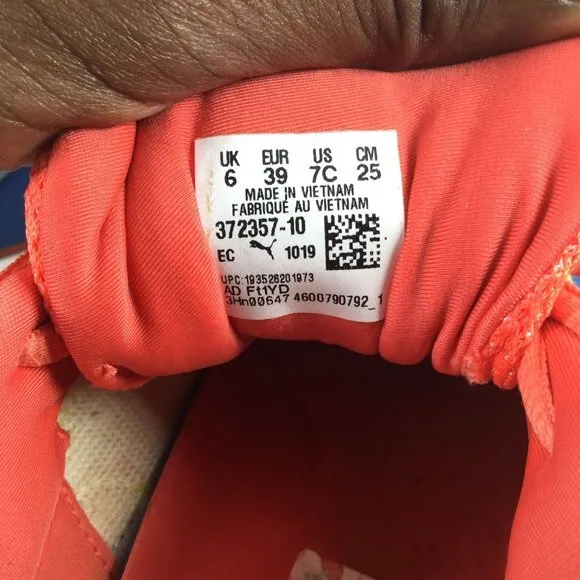 UK EUR US CM
6 39 7C 25
MADE IN VIETNAM
FABRIQUÉ AU VIETNAM
372357-10
EC 1019
UPC:193526201973
AD Ft1YD
3Hn00647 4600790792_1